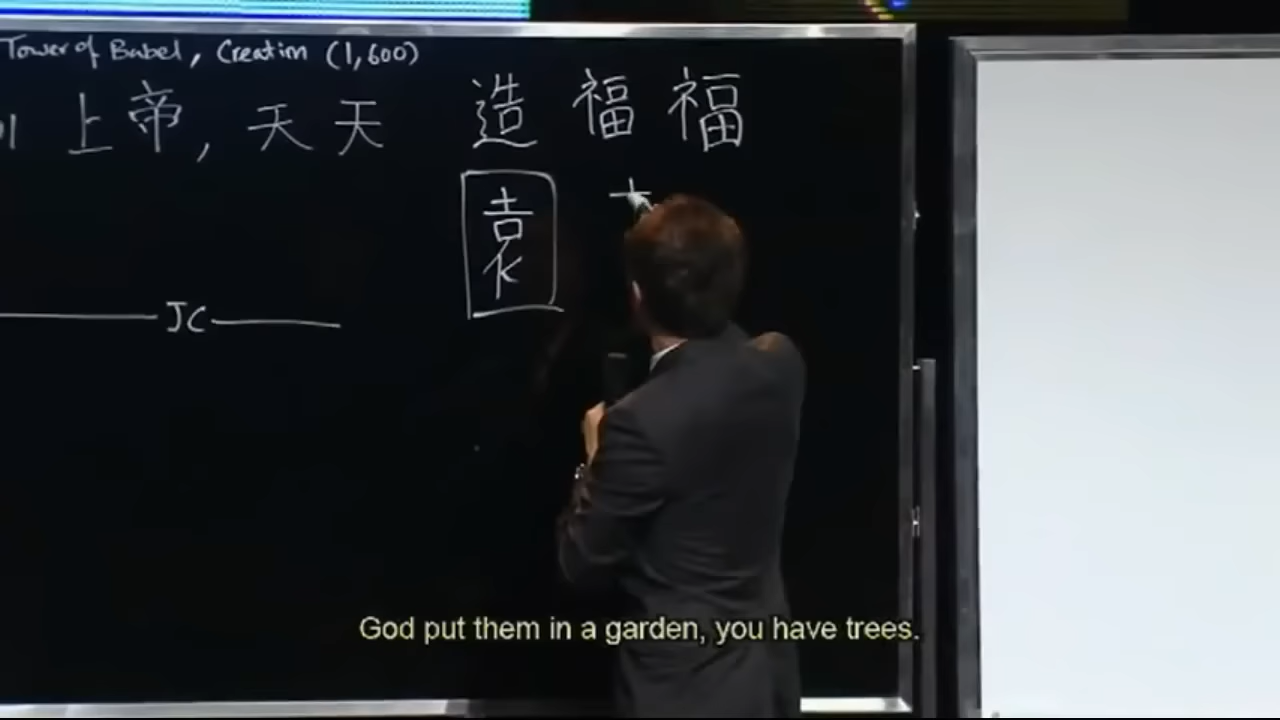 Tower of Babel, Creation (1,600)
上帝, 天天 造 福 福
園
JC
God put them in a garden, you have trees.